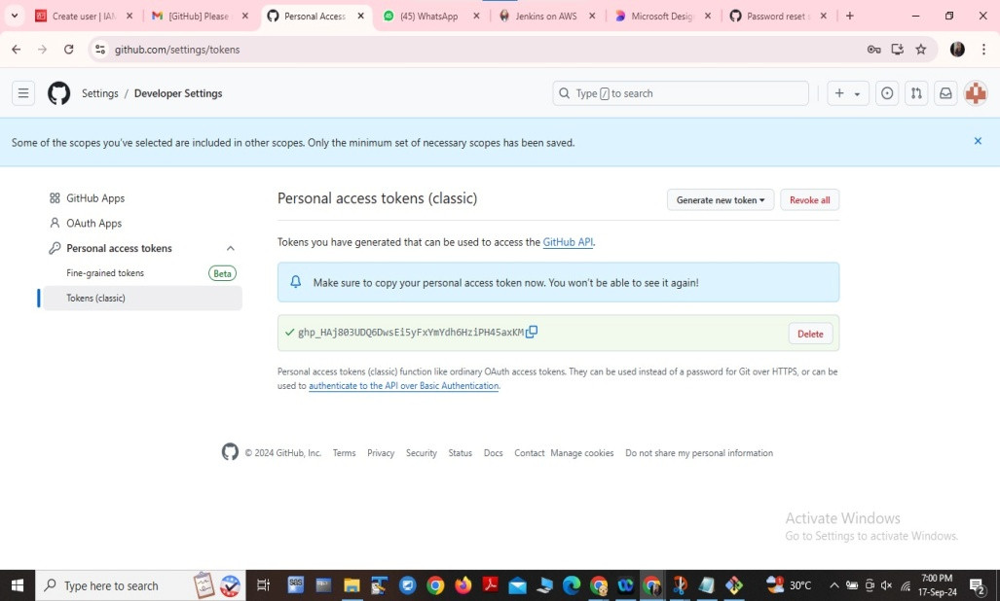 Create user | IAM
[GitHub] Please
Personal Access
(45) WhatsApp
Jenkins on AWS
Microsoft Desig
Password reset s
github.com/settings/tokens
Settings / Developer Settings
Type / to search
Some of the scopes you've selected are included in other scopes. Only the minimum set of necessary scopes has been saved.
GitHub Apps
OAuth Apps
Personal access tokens
Fine-grained tokens Beta
Tokens (classic)
Personal access tokens (classic)
Generate new token
Revoke all
Tokens you have generated that can be used to access the GitHub API.
Make sure to copy your personal access token now. You won't be able to see it again!
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
Delete
Personal access tokens (classic) function like ordinary OAuth access tokens. They can be used instead of a password for Git over HTTPS, or can be
used to authenticate to the API over Basic Authentication.
© 2024 GitHub, Inc. Terms Privacy Security Status Docs Contact Manage cookies Do not share my personal information
Activate Windows
Go to Settings to activate Windows.
Type here to search
30°C
7:00 PM
17-Sep-24
2